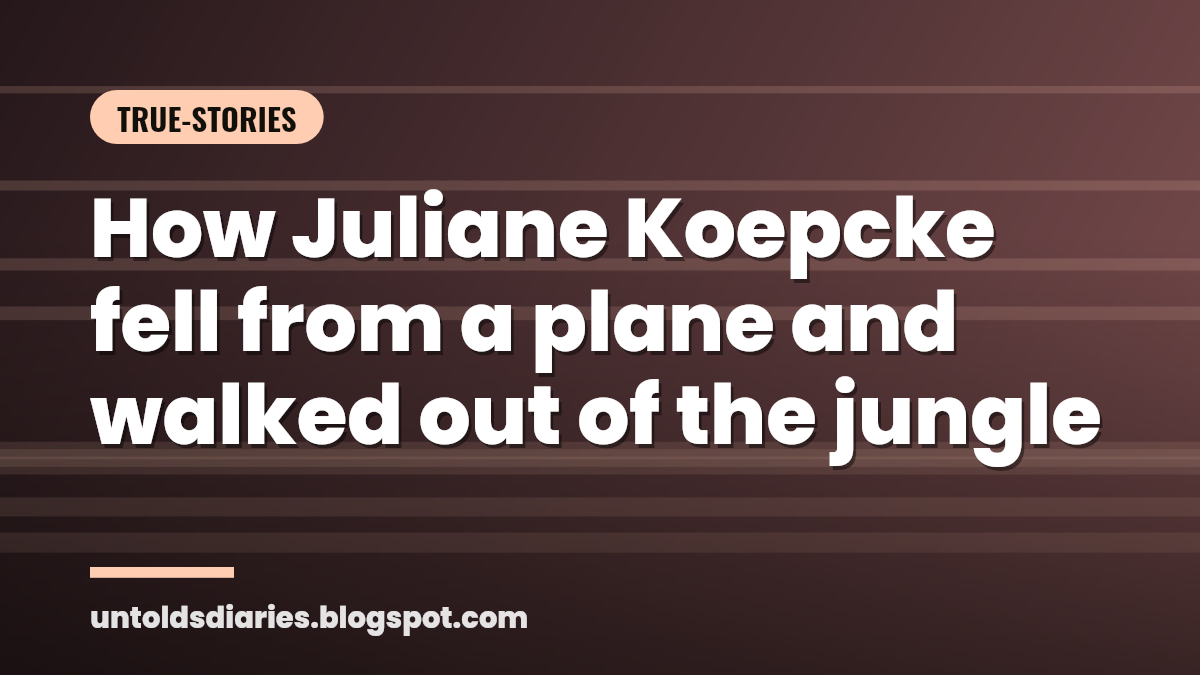 TRUE-STORIES
How Juliane Koepcke
fell from a plane and
walked out of the jungle
untoldsdiaries.blogspot.com